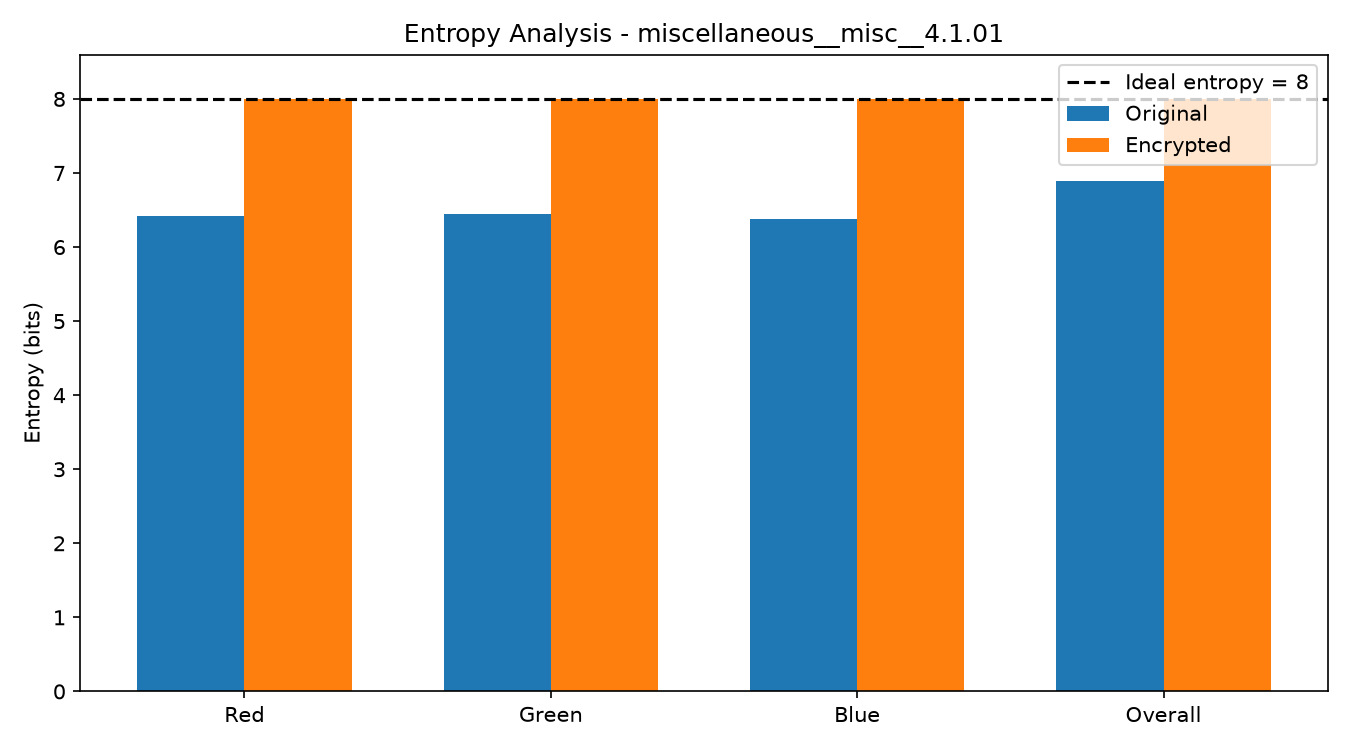 Entropy Analysis - miscellaneous__misc__4.1.01
Ideal entropy = 8
Original
Encrypted
Entropy (bits)
8
7
6
5
4
3
2
1
0
Red Green Blue Overall